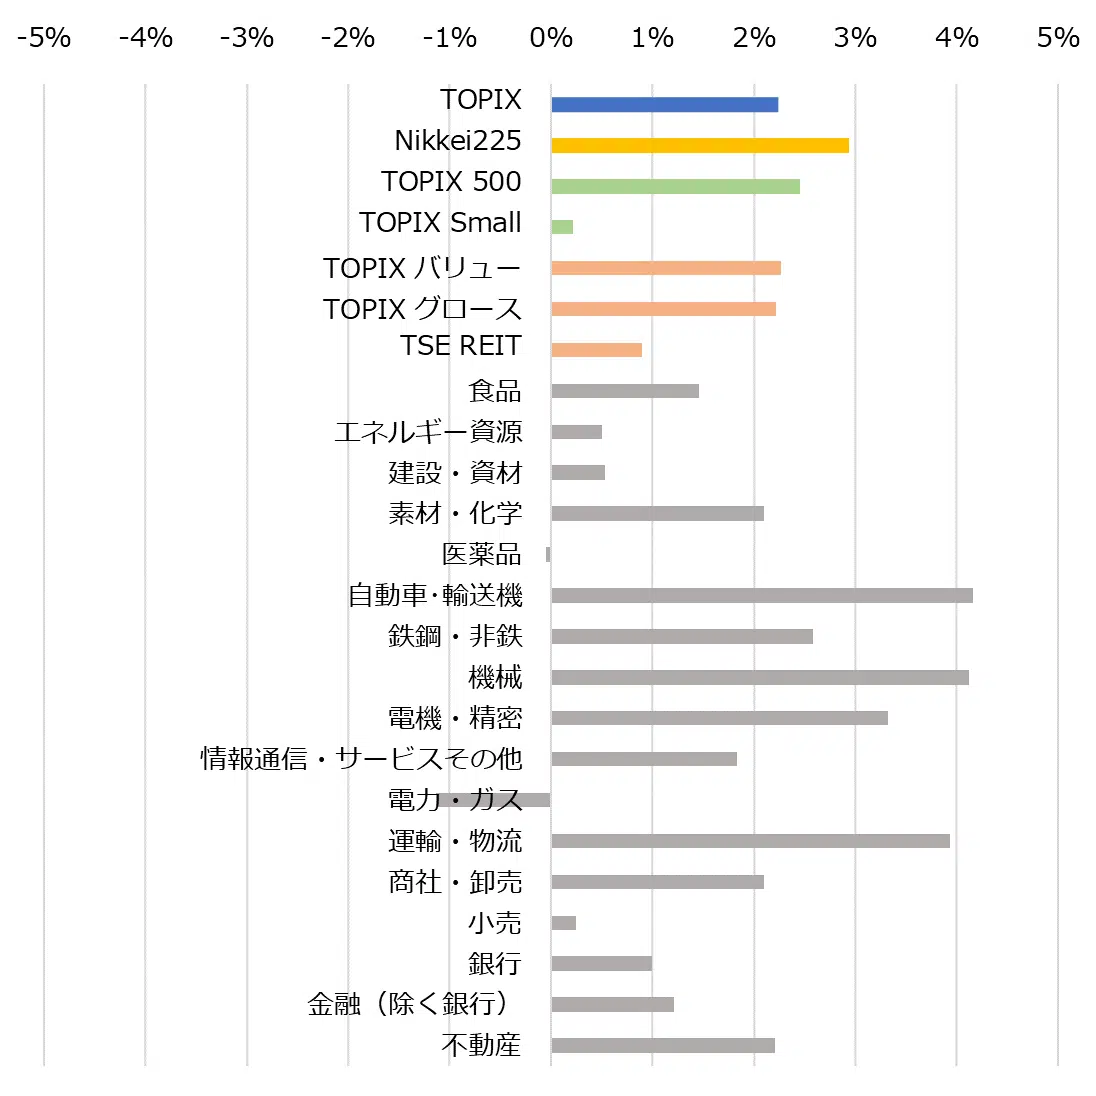 -5% -4% -3% -2% -1% 0% 1% 2% 3% 4% 5%
TOPIX
Nikkei225
TOPIX 500
TOPIX Small
TOPIX バリュー
TOPIX グロース
TSE REIT
食品
エネルギー資源
建設・資材
素材・化学
医薬品
自動車･輸送機
鉄鋼・非鉄
機械
電機・精密
情報通信・サービスその他
電力・ガス
運輸・物流
商社・卸売
小売
銀行
金融（除く銀行）
不動産